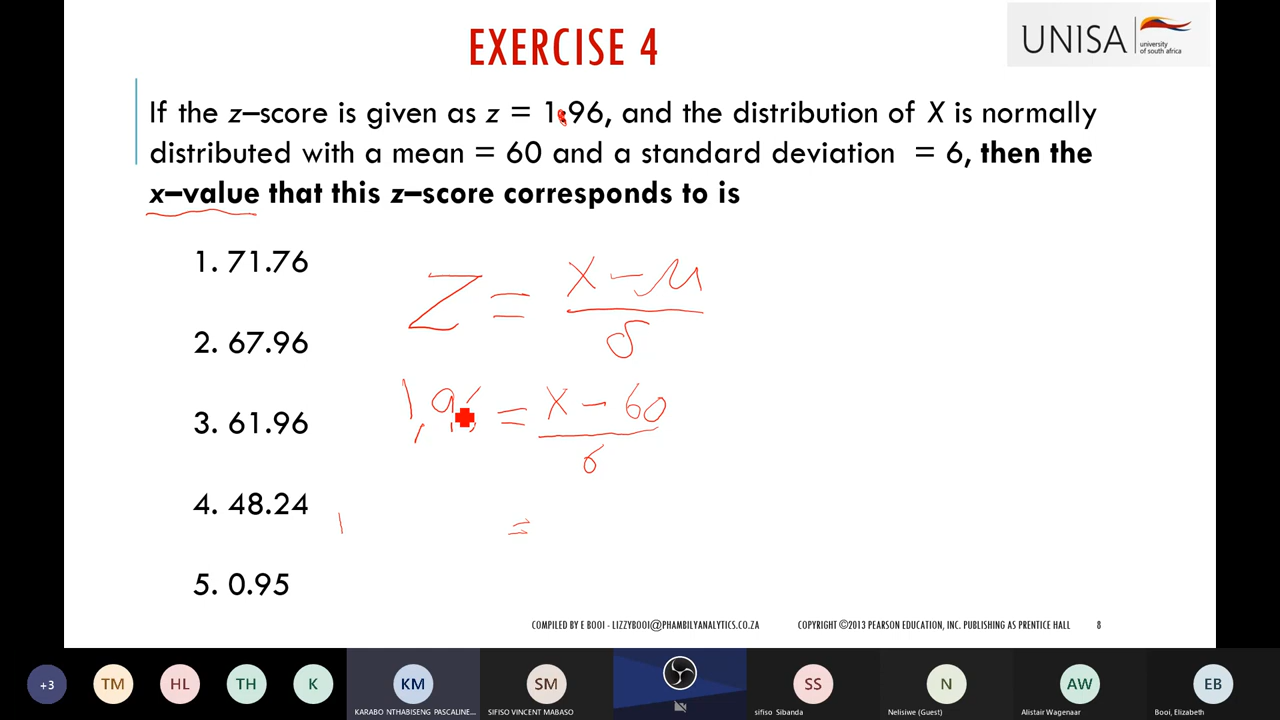 EXERCISE 4
UNISA
university
of south africa
If the z–score is given as z = 1.96, and the distribution of X is normally
distributed with a mean = 60 and a standard deviation = 6, then the
x–value that this z–score corresponds to is
1. 71.76
2. 67.96
3. 61.96
4. 48.24
5. 0.95
Z = X - μ
σ
1,96 = X - 60
6
1 =
COMPILED BY E BOOI - LIZZYBOOI@PHAMBILYANALYTICS.CO.ZA
COPYRIGHT ©2013 PEARSON EDUCATION, INC. PUBLISHING AS PRENTICE HALL
8
+3
TM
HL
TH
K
KM
SM
SS
N
AW
EB
KARABO NTHABISENG PASCALINE...
SIFISO VINCENT MABASO
sifiso Sibanda
Nelisiwe (Guest)
Alistair Wagenaar
Booi, Elizabeth